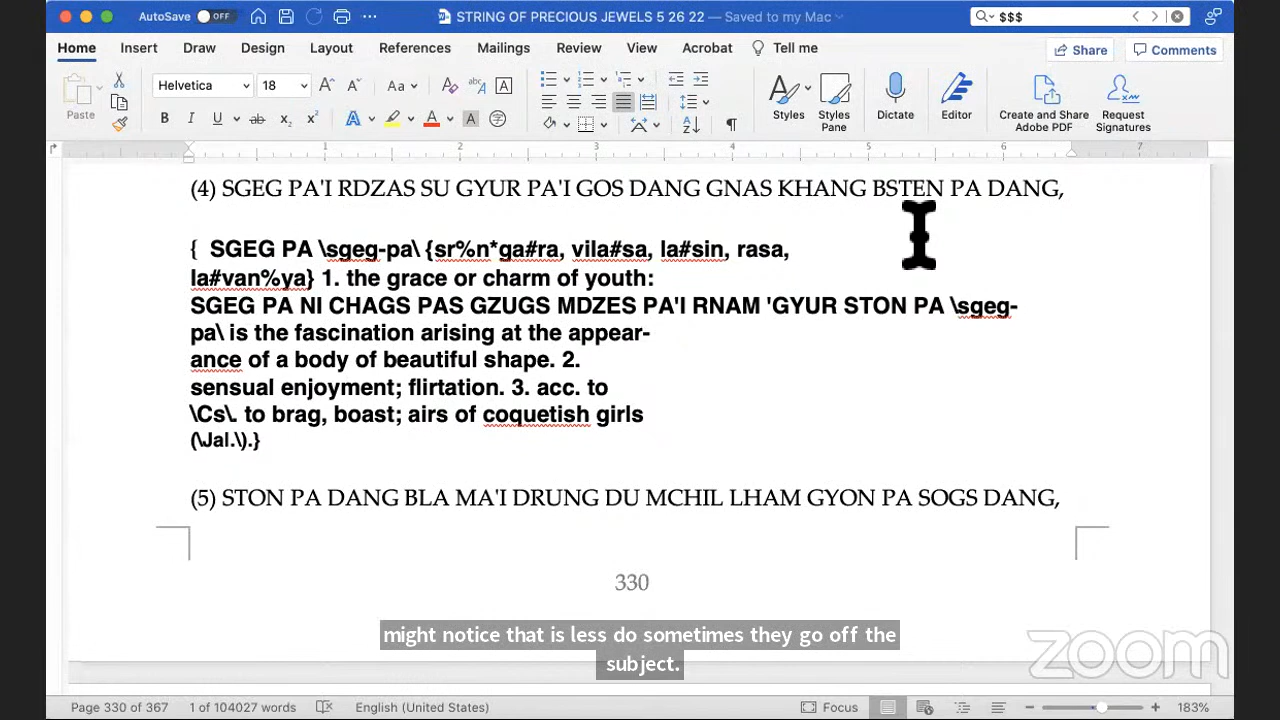 AutoSave OFF STRING OF PRECIOUS JEWELS 5 26 22 — Saved to my Mac $$$
Home Insert Draw Design Layout References Mailings Review View Acrobat Tell me Share Comments
Paste Helvetica 18 Aa Styles Styles Pane Dictate Editor Create and Share Adobe PDF Request Signatures
1 2 3 4 5 6 7
(4) SGEG PA'I RDZAS SU GYUR PA'I GOS DANG GNAS KHANG BSTEN PA DANG,
{ SGEG PA \sgeg-pa\ {sr%n*ga#ra, vila#sa, la#sin, rasa,
la#van%ya} 1. the grace or charm of youth:
SGEG PA NI CHAGS PAS GZUGS MDZES PA'I RNAM 'GYUR STON PA \sgeg-
pa\ is the fascination arising at the appear-
ance of a body of beautiful shape. 2.
sensual enjoyment; flirtation. 3. acc. to
\Cs\. to brag, boast; airs of coquetish girls
(\Jal.\).}
(5) STON PA DANG BLA MA'I DRUNG DU MCHIL LHAM GYON PA SOGS DANG,
330
might notice that is less do sometimes they go off the
subject.
zoom
Page 330 of 367 1 of 104027 words English (United States) Focus 183%